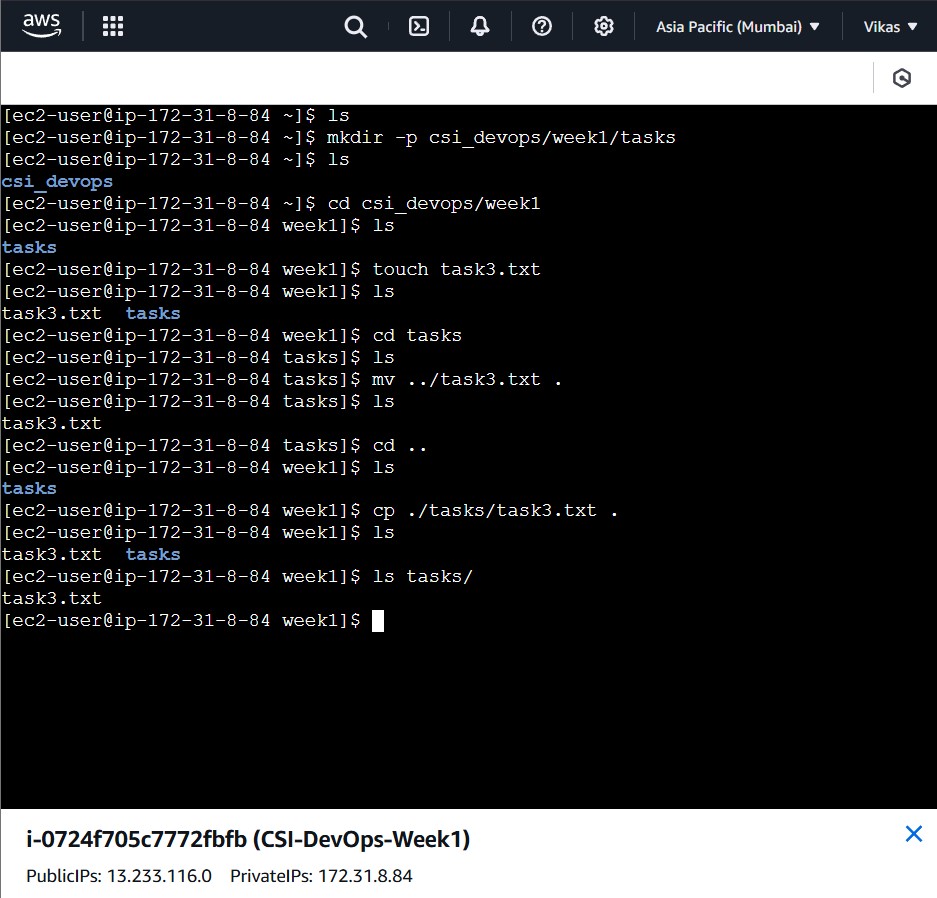 aws
Asia Pacific (Mumbai) ▼ Vikas ▼
[ec2-user@ip-172-31-8-84 ~]$ ls
[ec2-user@ip-172-31-8-84 ~]$ mkdir -p csi_devops/week1/tasks
[ec2-user@ip-172-31-8-84 ~]$ ls
csi_devops
[ec2-user@ip-172-31-8-84 ~]$ cd csi_devops/week1
[ec2-user@ip-172-31-8-84 week1]$ ls
tasks
[ec2-user@ip-172-31-8-84 week1]$ touch task3.txt
[ec2-user@ip-172-31-8-84 week1]$ ls
task3.txt  tasks
[ec2-user@ip-172-31-8-84 week1]$ cd tasks
[ec2-user@ip-172-31-8-84 tasks]$ ls
[ec2-user@ip-172-31-8-84 tasks]$ mv ../task3.txt .
[ec2-user@ip-172-31-8-84 tasks]$ ls
task3.txt
[ec2-user@ip-172-31-8-84 tasks]$ cd ..
[ec2-user@ip-172-31-8-84 week1]$ ls
tasks
[ec2-user@ip-172-31-8-84 week1]$ cp ./tasks/task3.txt .
[ec2-user@ip-172-31-8-84 week1]$ ls
task3.txt  tasks
[ec2-user@ip-172-31-8-84 week1]$ ls tasks/
task3.txt
[ec2-user@ip-172-31-8-84 week1]$
i-0724f705c7772fbfb (CSI-DevOps-Week1)
PublicIPs: 13.233.116.0 PrivateIPs: 172.31.8.84